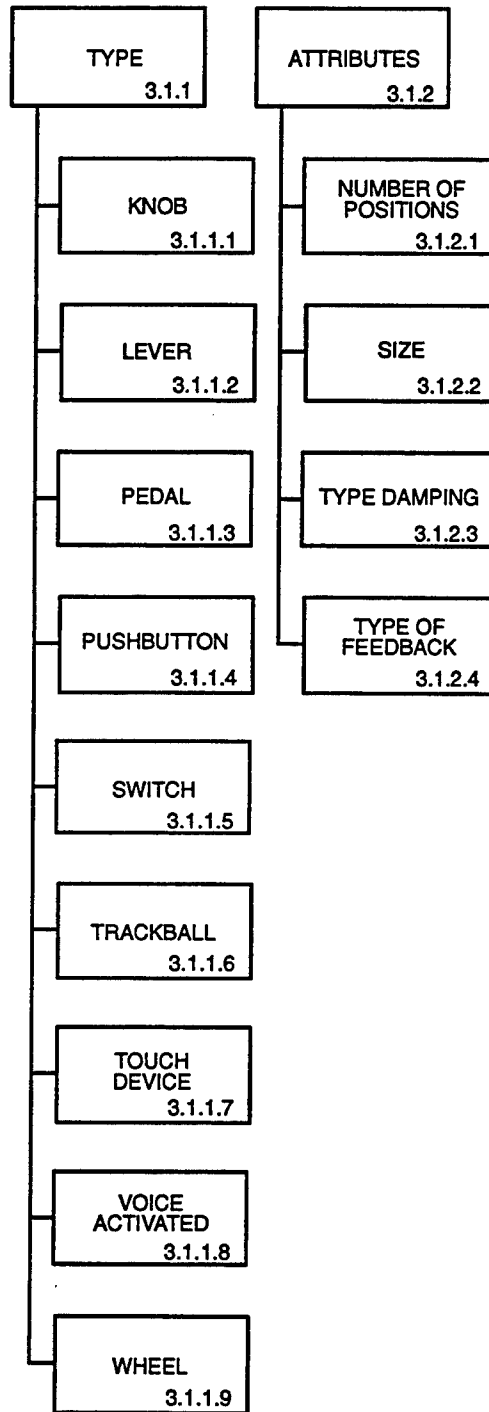 TYPE
3.1.1
KNOB
3.1.1.1
LEVER
3.1.1.2
PEDAL
3.1.1.3
PUSHBUTTON
3.1.1.4
SWITCH
3.1.1.5
TRACKBALL
3.1.1.6
TOUCH
DEVICE
3.1.1.7
VOICE
ACTIVATED
3.1.1.8
WHEEL
3.1.1.9
ATTRIBUTES
3.1.2
NUMBER OF
POSITIONS
3.1.2.1
SIZE
3.1.2.2
TYPE DAMPING
3.1.2.3
TYPE OF
FEEDBACK
3.1.2.4